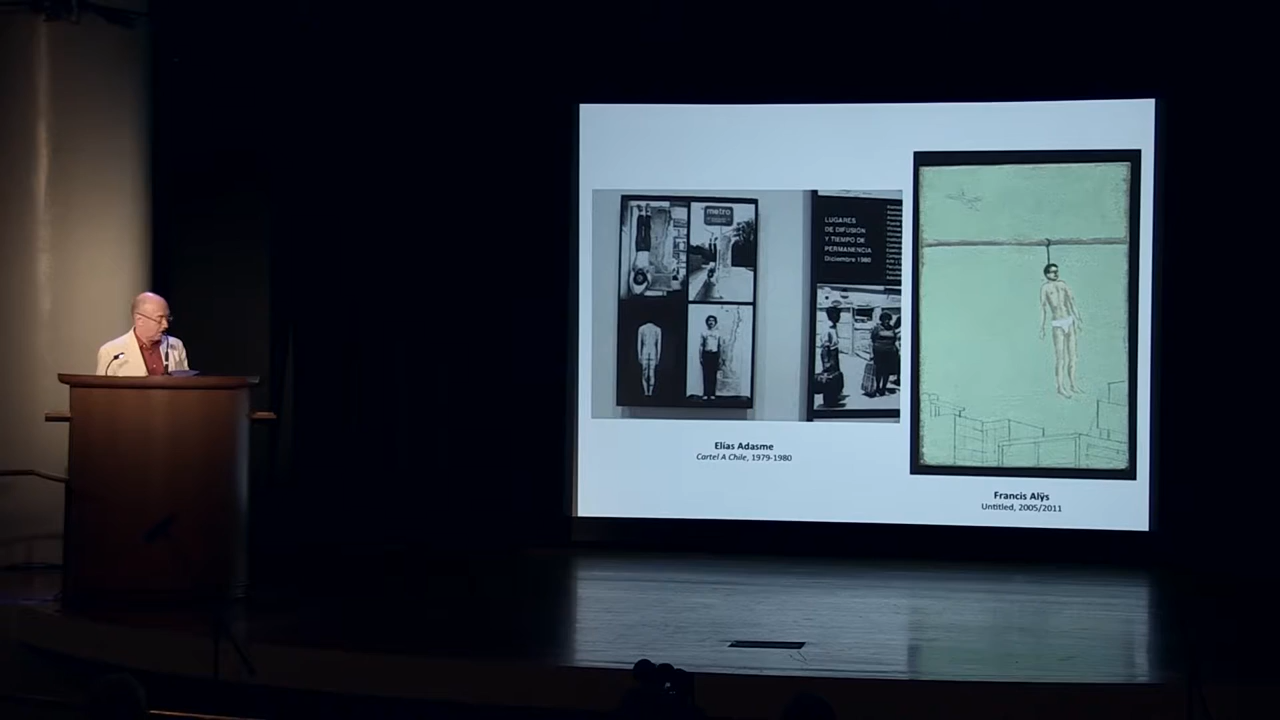 metro
LUGARES
DE DIFUSIÓN
Y TIEMPO DE
PERMANENCIA
Diciembre 1980
Elías Adasme
Cartel A Chile, 1979-1980
Francis Alÿs
Untitled, 2005/2011